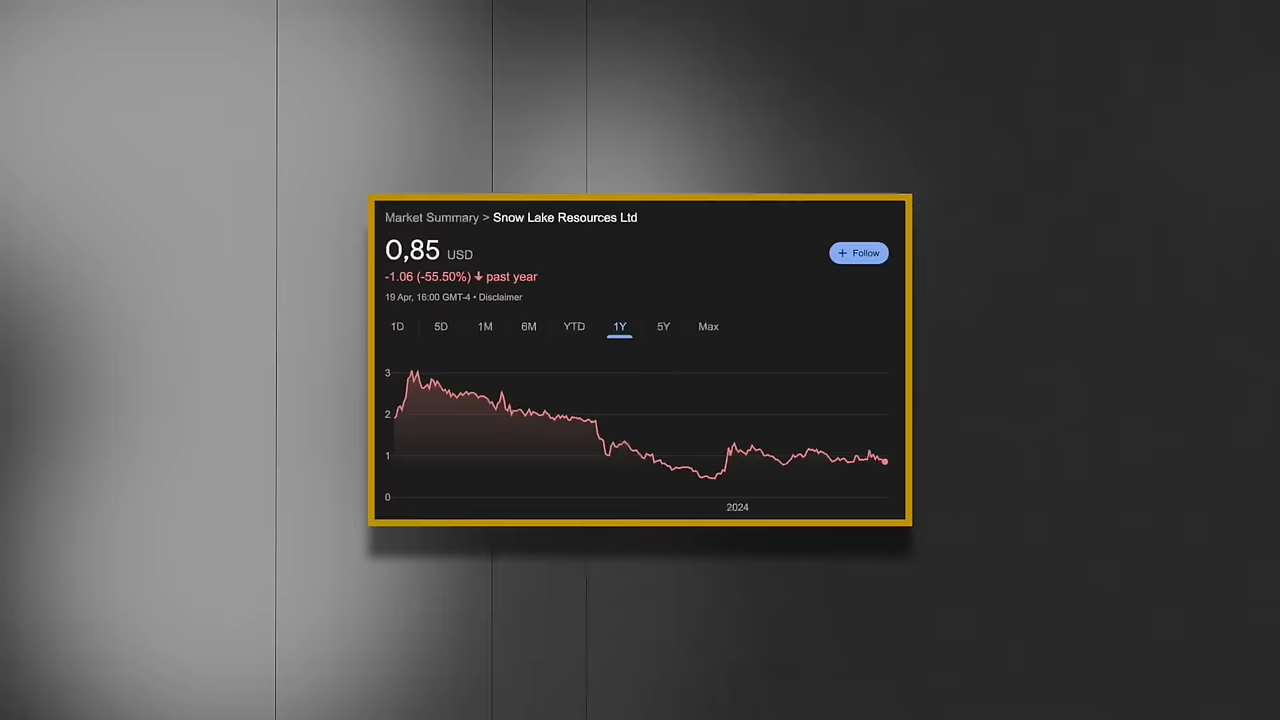 Market Summary > Snow Lake Resources Ltd
0,85 USD
+ Follow
-1.06 (-55.50%) ↓ past year
19 Apr, 16:00 GMT-4 • Disclaimer
1D 5D 1M 6M YTD 1Y 5Y Max
3
2
1
0
2024